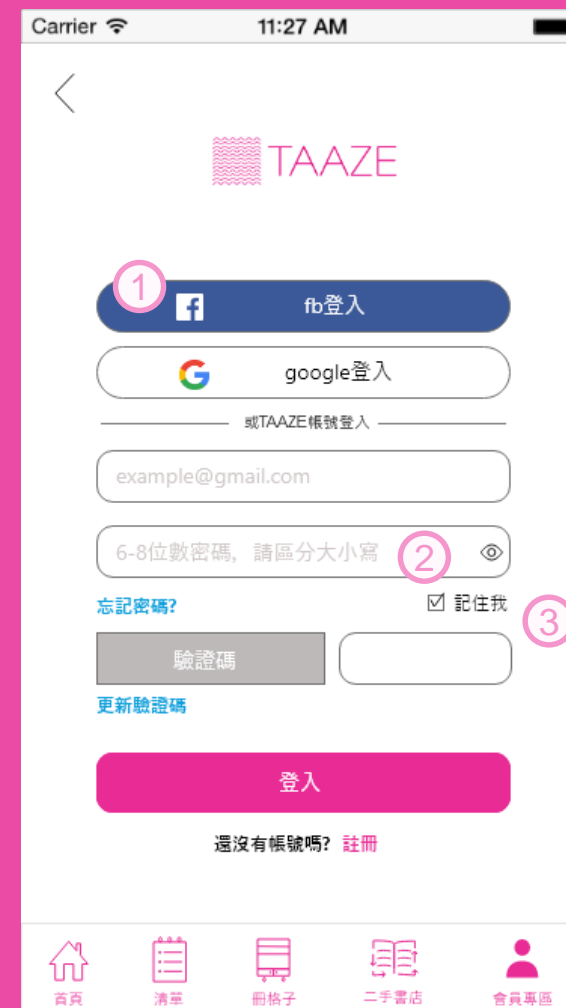 Carrier 11:27 AM
TAAZE
1
fb登入
google登入
或TAAZE帳號登入
example@gmail.com
6-8位數密碼，請區分大小寫
2
忘記密碼?
記住我
3
驗證碼
更新驗證碼
登入
還沒有帳號嗎? 註冊
首頁 清單 冊格子 二手書店 會員專區